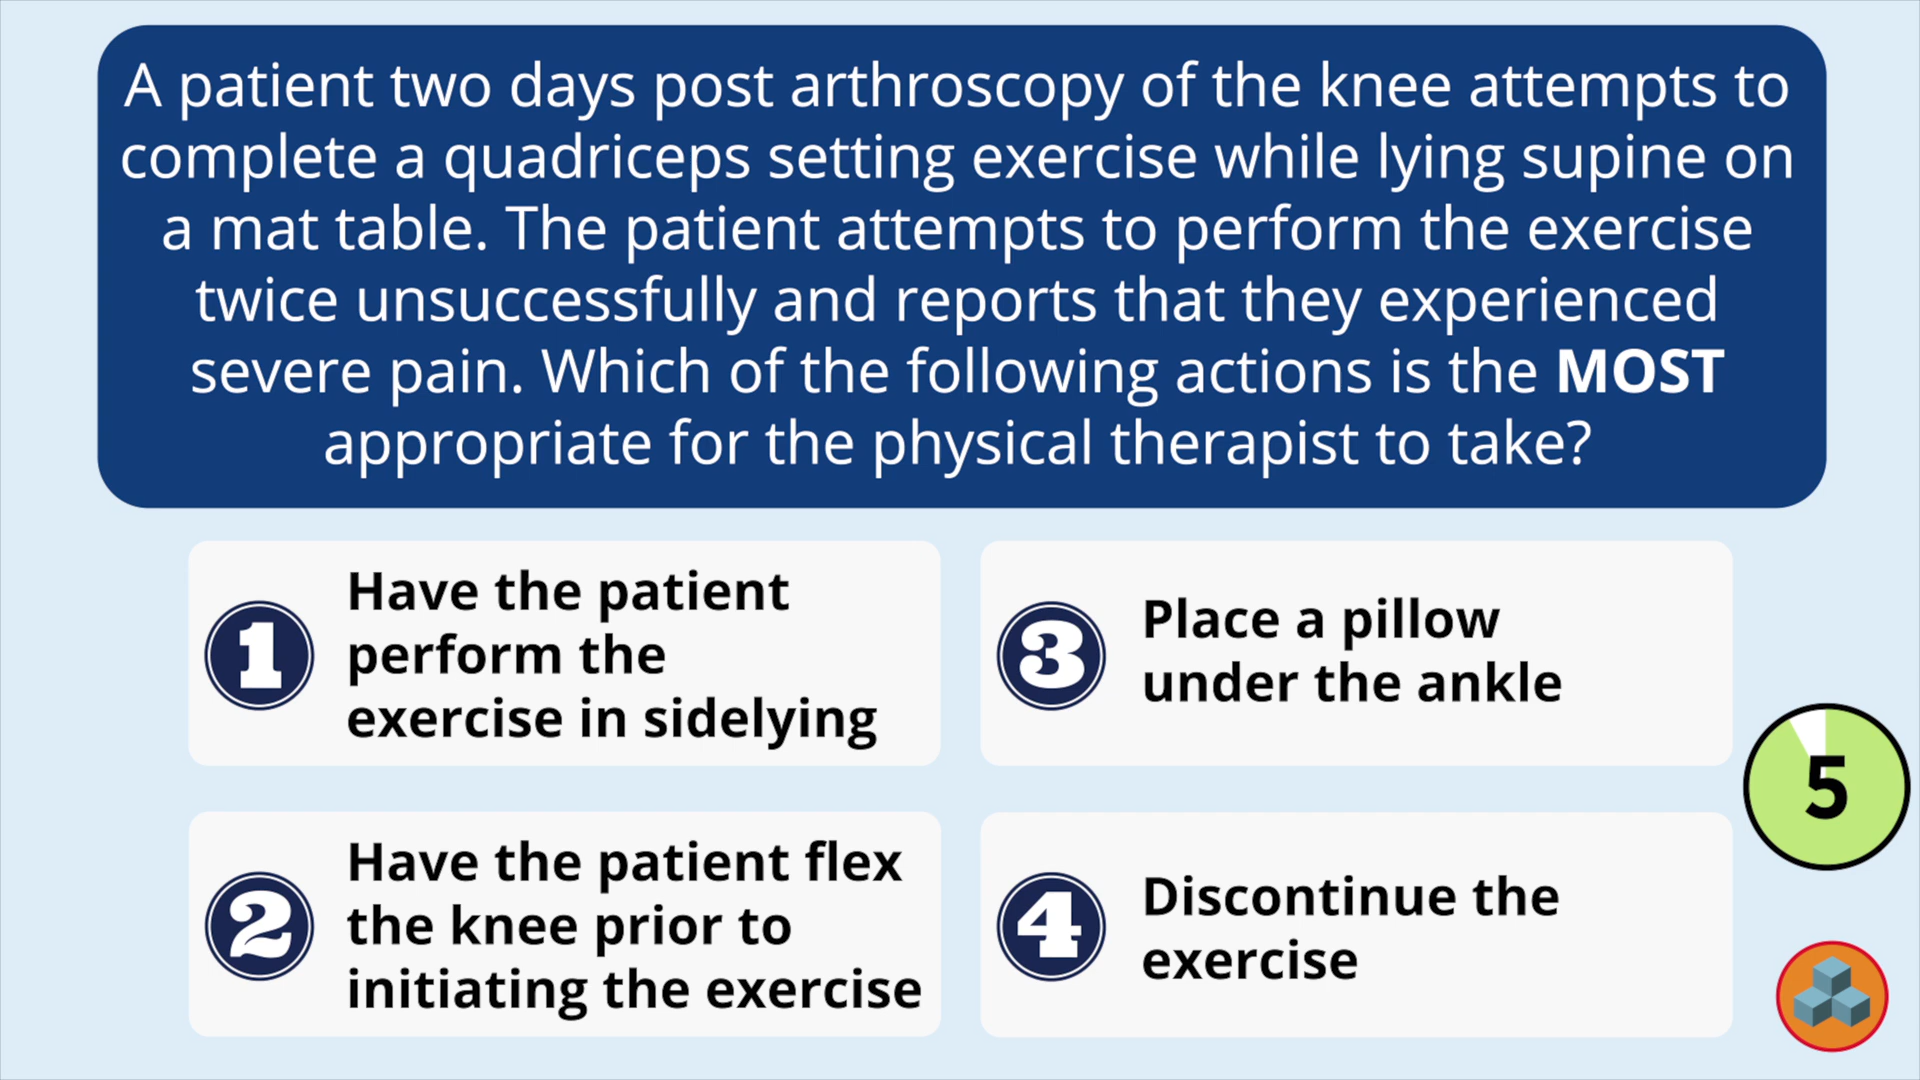 A patient two days post arthroscopy of the knee attempts to
complete a quadriceps setting exercise while lying supine on
a mat table. The patient attempts to perform the exercise
twice unsuccessfully and reports that they experienced
severe pain. Which of the following actions is the MOST
appropriate for the physical therapist to take?
1
Have the patient
perform the
exercise in sidelying
2
Have the patient flex
the knee prior to
initiating the exercise
3
Place a pillow
under the ankle
4
Discontinue the
exercise
5